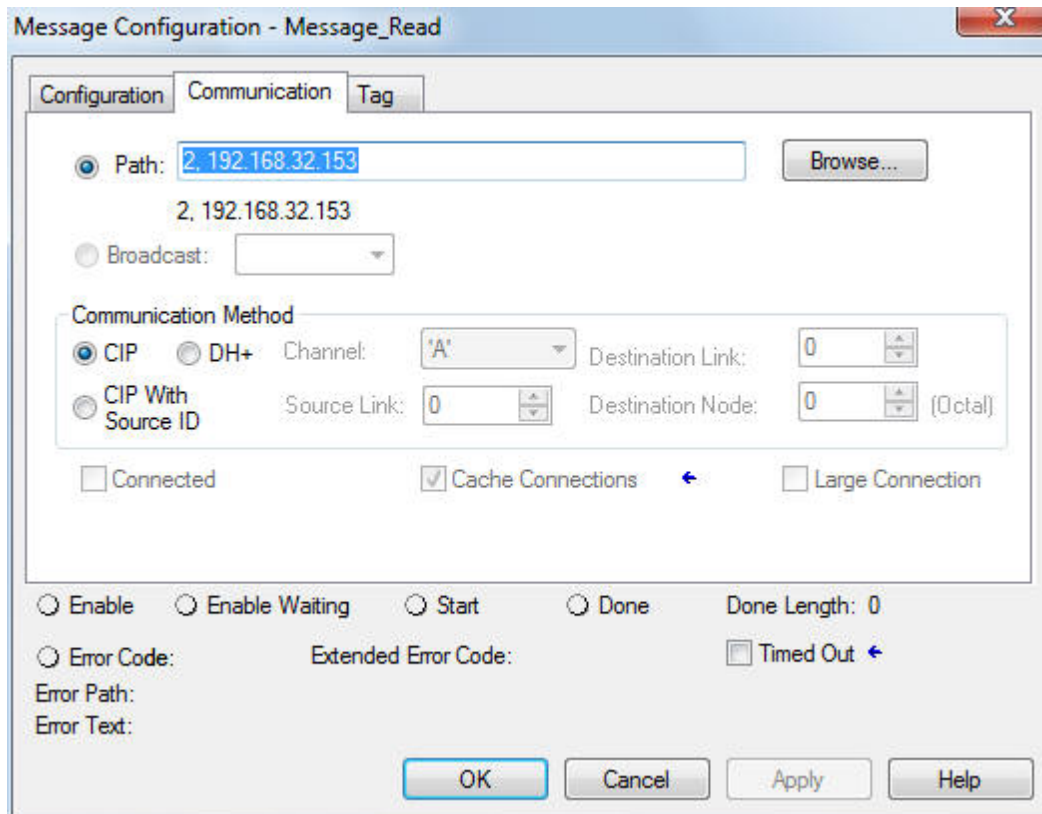 Message Configuration - Message_Read
Configuration Communication Tag
Path: 2, 192.168.32.153 Browse...
2, 192.168.32.153
Broadcast:
Communication Method
CIP DH+ Channel: 'A' Destination Link: 0
CIP With
Source ID Source Link: 0 Destination Node: 0 (Octal)
Connected Cache Connections Large Connection
Enable Enable Waiting Start Done Done Length: 0
Error Code: Extended Error Code: Timed Out
Error Path:
Error Text:
OK Cancel Apply Help